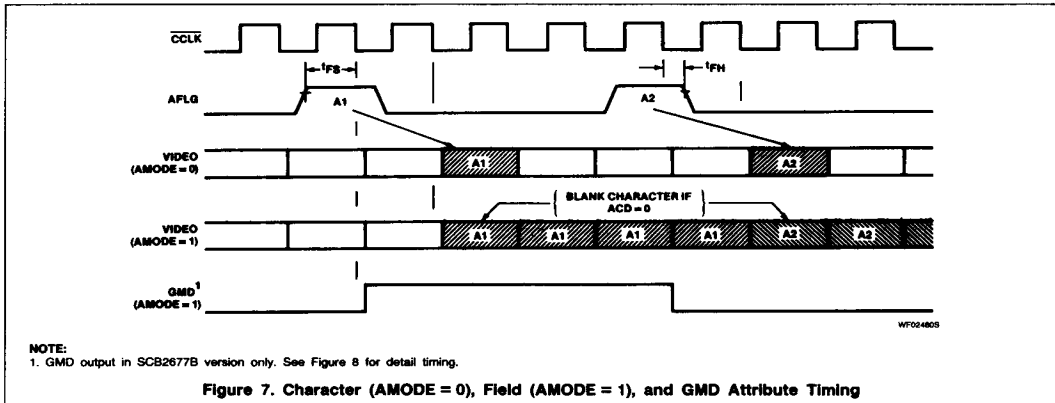 CCLK
tFS
tFH
AFLG
A1
A2
VIDEO
(AMODE = 0)
A1
A2
BLANK CHARACTER IF
ACD = 0
VIDEO
(AMODE = 1)
A1
A1
A1
A1
A2
A2
GMD1
(AMODE = 1)
WF02480S
NOTE:
1. GMD output in SCB2677B version only. See Figure 8 for detail timing.
Figure 7. Character (AMODE = 0), Field (AMODE = 1), and GMD Attribute Timing